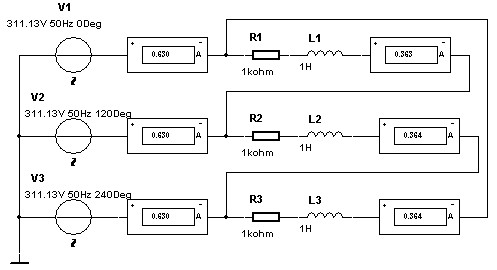 V1
311.13V 50Hz 0Deg
+ 0.630 - A
R1
1kohm
L1
1H
+ 0.363 - A
V2
311.13V 50Hz 120Deg
+ 0.630 - A
R2
1kohm
L2
1H
+ 0.364 - A
V3
311.13V 50Hz 240Deg
+ 0.630 - A
R3
1kohm
L3
1H
+ 0.364 - A